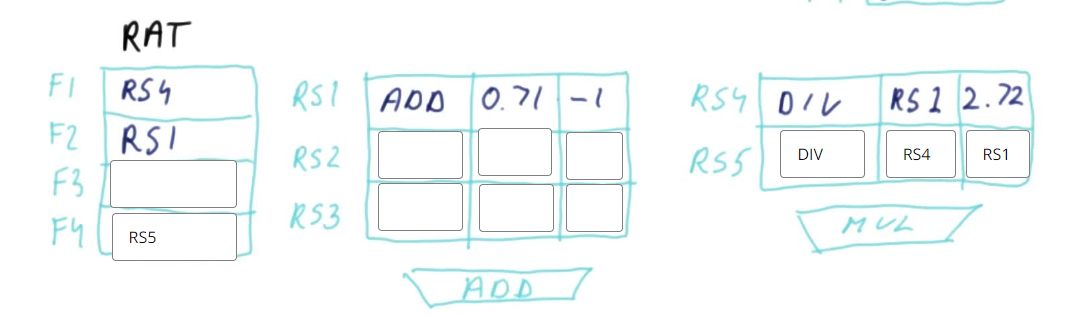 RAT
F1 RS4
F2 RS1
F3
F4 RS5
RS1 ADD 0.71 -1
RS2
RS3
ADD
RS4 DIV RS1 2.72
RS5 DIV RS4 RS1
MUL